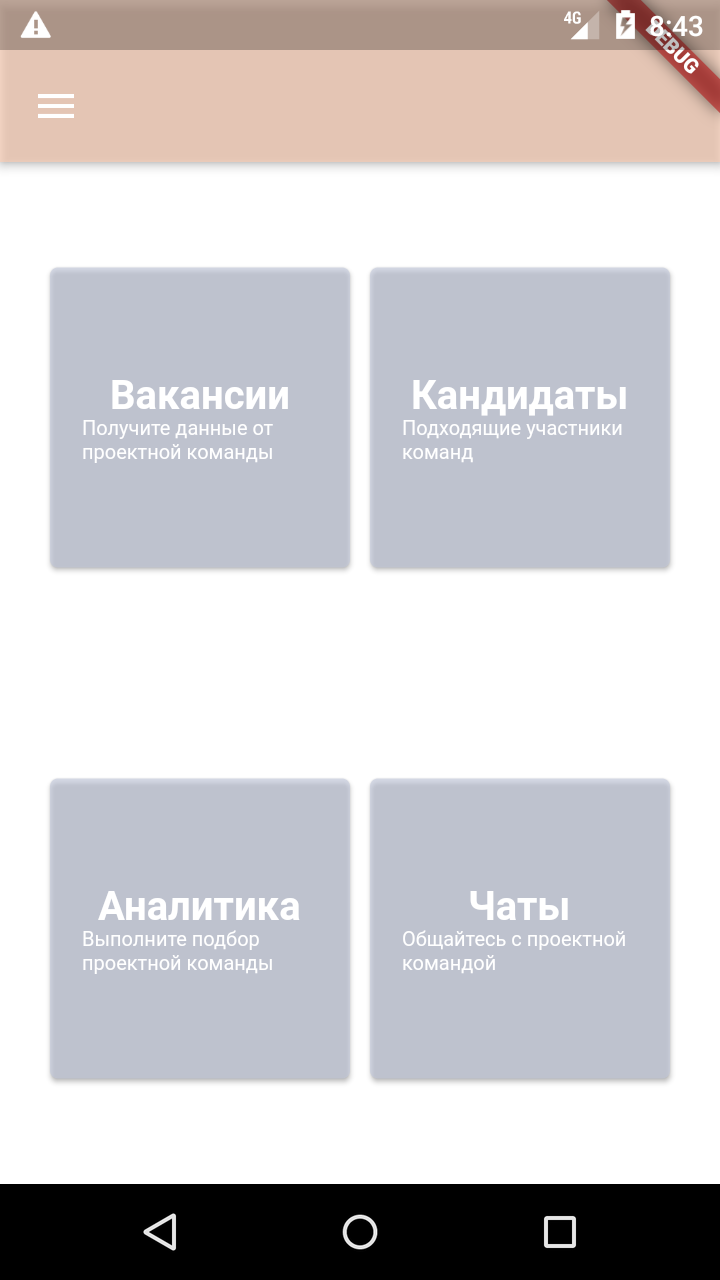 4G 8:43
DEBUG
Вакансии
Получите данные от
проектной команды
Кандидаты
Подходящие участники
команд
Аналитика
Выполните подбор
проектной команды
Чаты
Общайтесь с проектной
командой